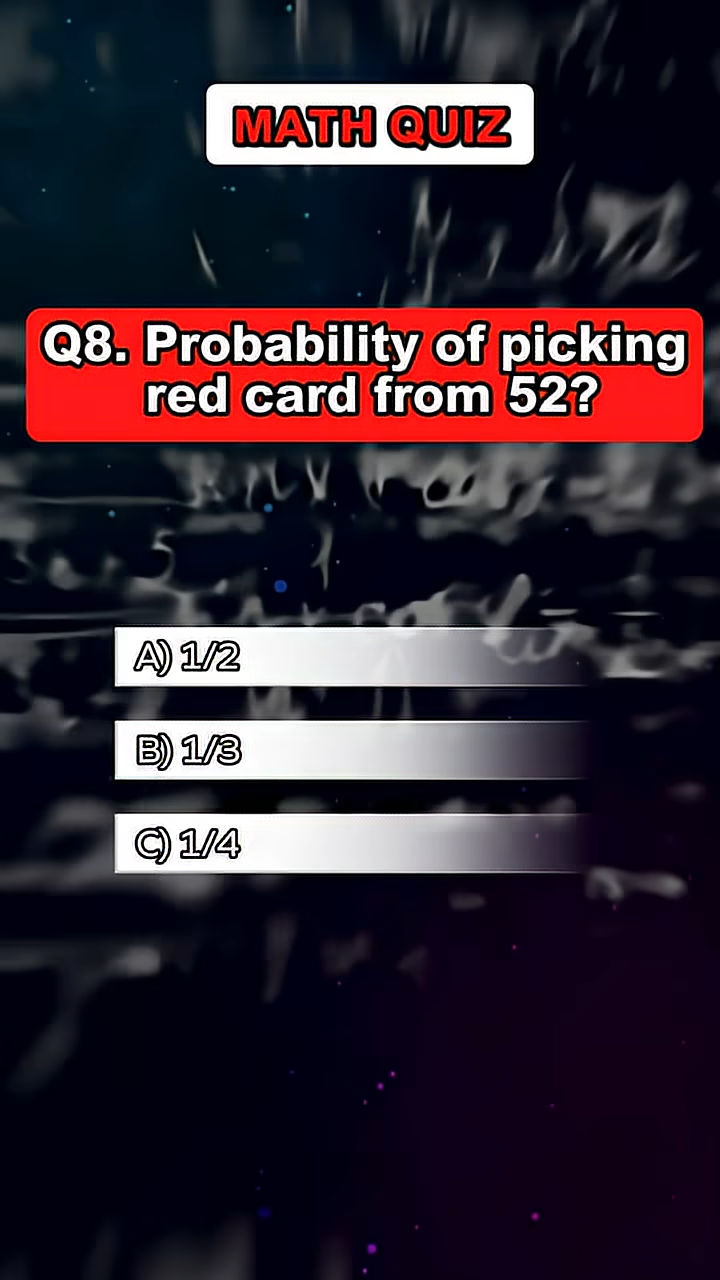 MATH QUIZ
Q8. Probability of picking
red card from 52?
A) 1/2
B) 1/3
C) 1/4